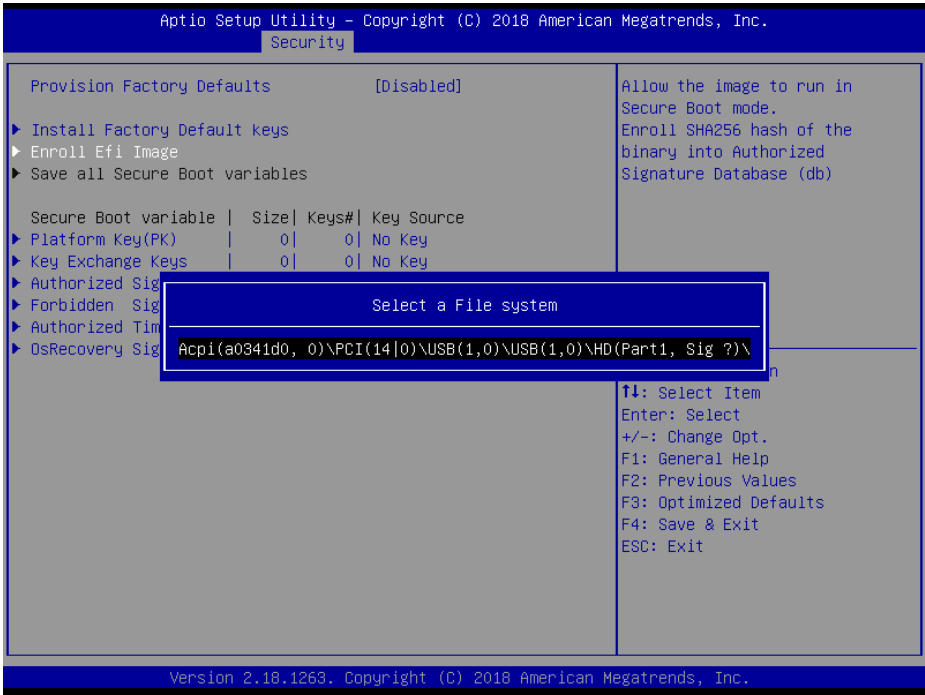 Aptio Setup Utility – Copyright (C) 2018 American Megatrends, Inc.
Security
Provision Factory Defaults [Disabled]
Install Factory Default keys
Enroll Efi Image
Save all Secure Boot variables
Secure Boot variable | Size| Keys#| Key Source
Platform Key(PK) | 0| 0| No Key
Key Exchange Keys | 0| 0| No Key
Authorized Sig
Forbidden Sig
Authorized Tim
OsRecovery Sig
Select a File system
Acpi(a0341d0, 0)\PCI(14|0)\USB(1,0)\USB(1,0)\HD(Part1, Sig ?)\
Allow the image to run in
Secure Boot mode.
Enroll SHA256 hash of the
binary into Authorized
Signature Database (db)
n
↑↓: Select Item
Enter: Select
+/-: Change Opt.
F1: General Help
F2: Previous Values
F3: Optimized Defaults
F4: Save & Exit
ESC: Exit
Version 2.18.1263. Copyright (C) 2018 American Megatrends, Inc.